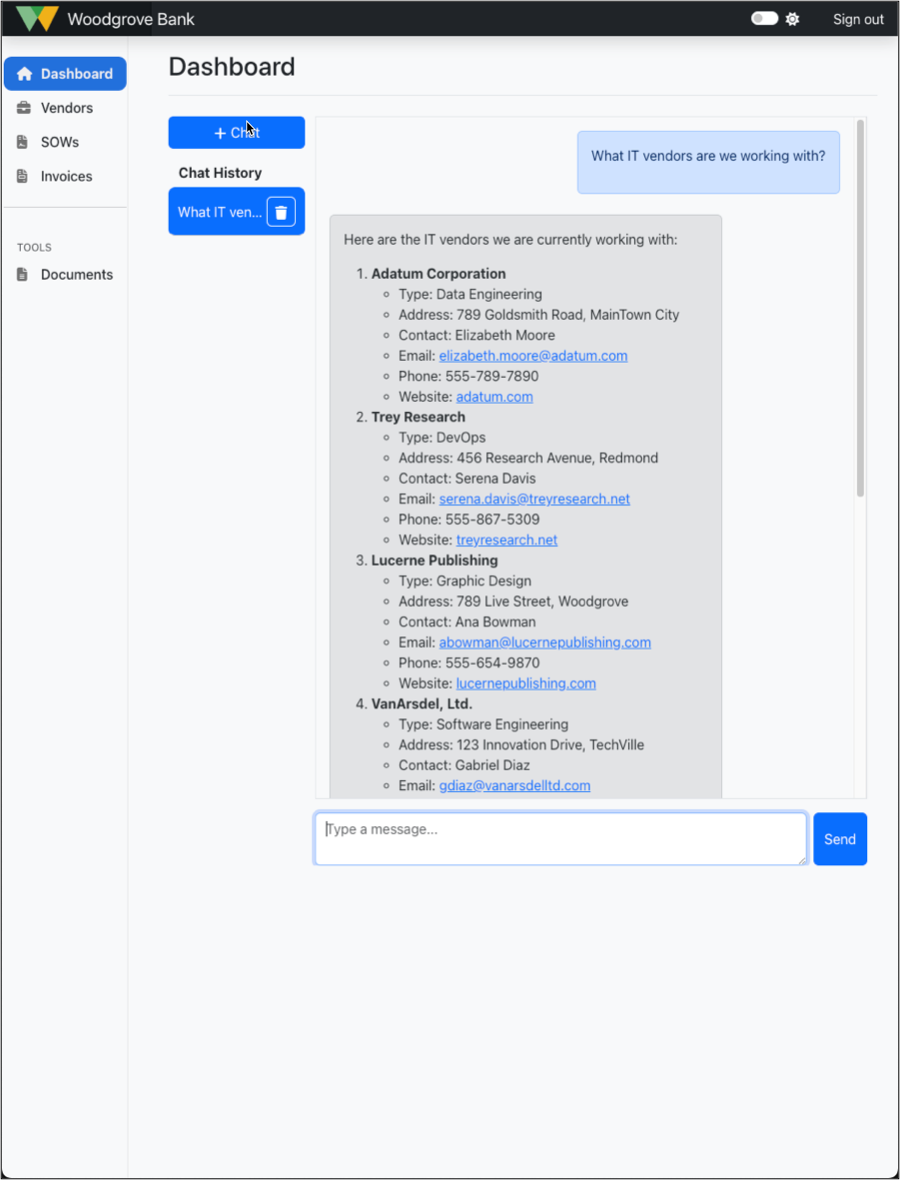 Woodgrove Bank
Sign out
Dashboard
Vendors
SOWs
Invoices
TOOLS
Documents
Dashboard
+ Chat
Chat History
What IT ven...
What IT vendors are we working with?
Here are the IT vendors we are currently working with:
1. Adatum Corporation
Type: Data Engineering
Address: 789 Goldsmith Road, MainTown City
Contact: Elizabeth Moore
Email: elizabeth.moore@adatum.com
Phone: 555-789-7890
Website: adatum.com
2. Trey Research
Type: DevOps
Address: 456 Research Avenue, Redmond
Contact: Serena Davis
Email: serena.davis@treyresearch.net
Phone: 555-867-5309
Website: treyresearch.net
3. Lucerne Publishing
Type: Graphic Design
Address: 789 Live Street, Woodgrove
Contact: Ana Bowman
Email: abowman@lucernepublishing.com
Phone: 555-654-9870
Website: lucernepublishing.com
4. VanArsdel, Ltd.
Type: Software Engineering
Address: 123 Innovation Drive, TechVille
Contact: Gabriel Diaz
Email: gdiaz@vanarsdelltd.com
Type a message...
Send